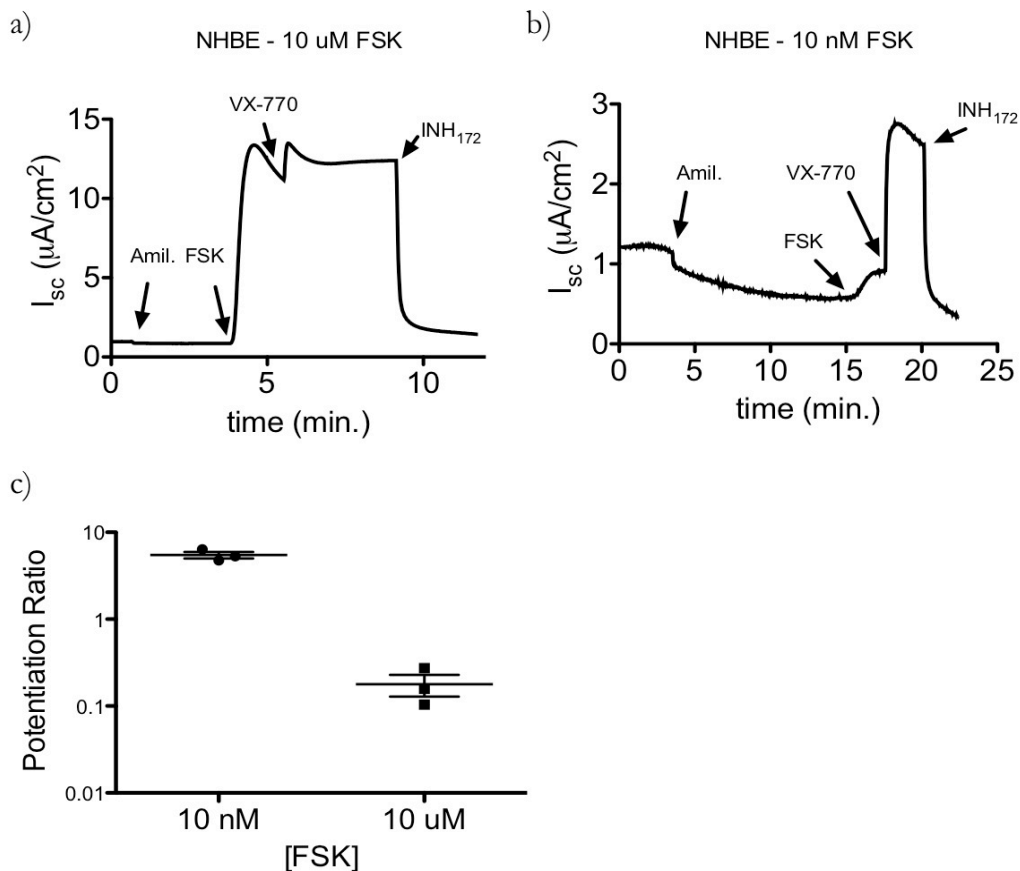 a)
NHBE - 10 uM FSK
VX-770
INH172
Amil. FSK
Isc (µA/cm2)
15
10
5
0
0 5 10
time (min.)
b)
NHBE - 10 nM FSK
INH172
Amil.
VX-770
FSK
Isc (µA/cm2)
3
2
1
0
0 5 10 15 20 25
time (min.)
c)
Potentiation Ratio
10
1
0.1
0.01
10 nM 10 uM
[FSK]